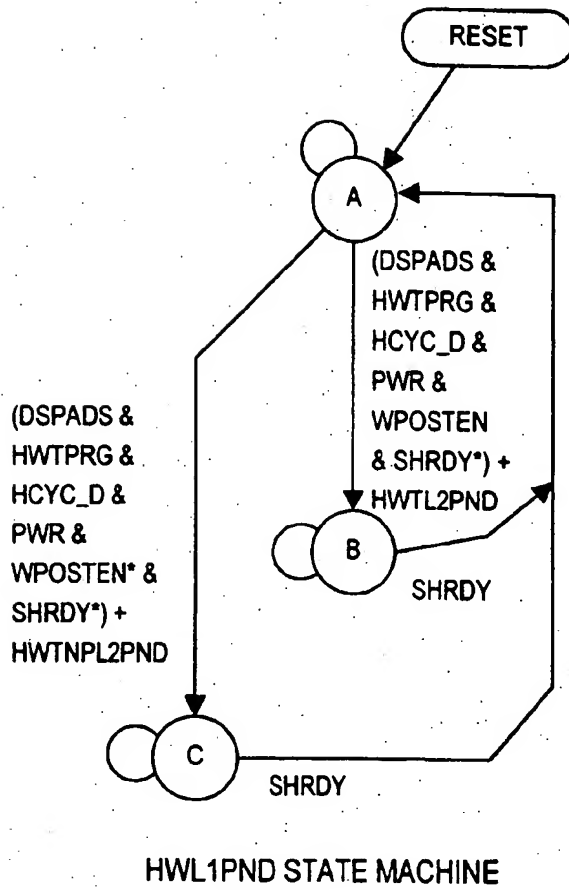 RESET
A
(DSPADS &
HWTPRG &
HCYC_D &
PWR &
WPOSTEN
& SHRDY*) +
HWTL2PND
(DSPADS &
HWTPRG &
HCYC_D &
PWR &
WPOSTEN* &
SHRDY*) +
HWTNPL2PND
B
SHRDY
C
SHRDY
HWL1PND STATE MACHINE